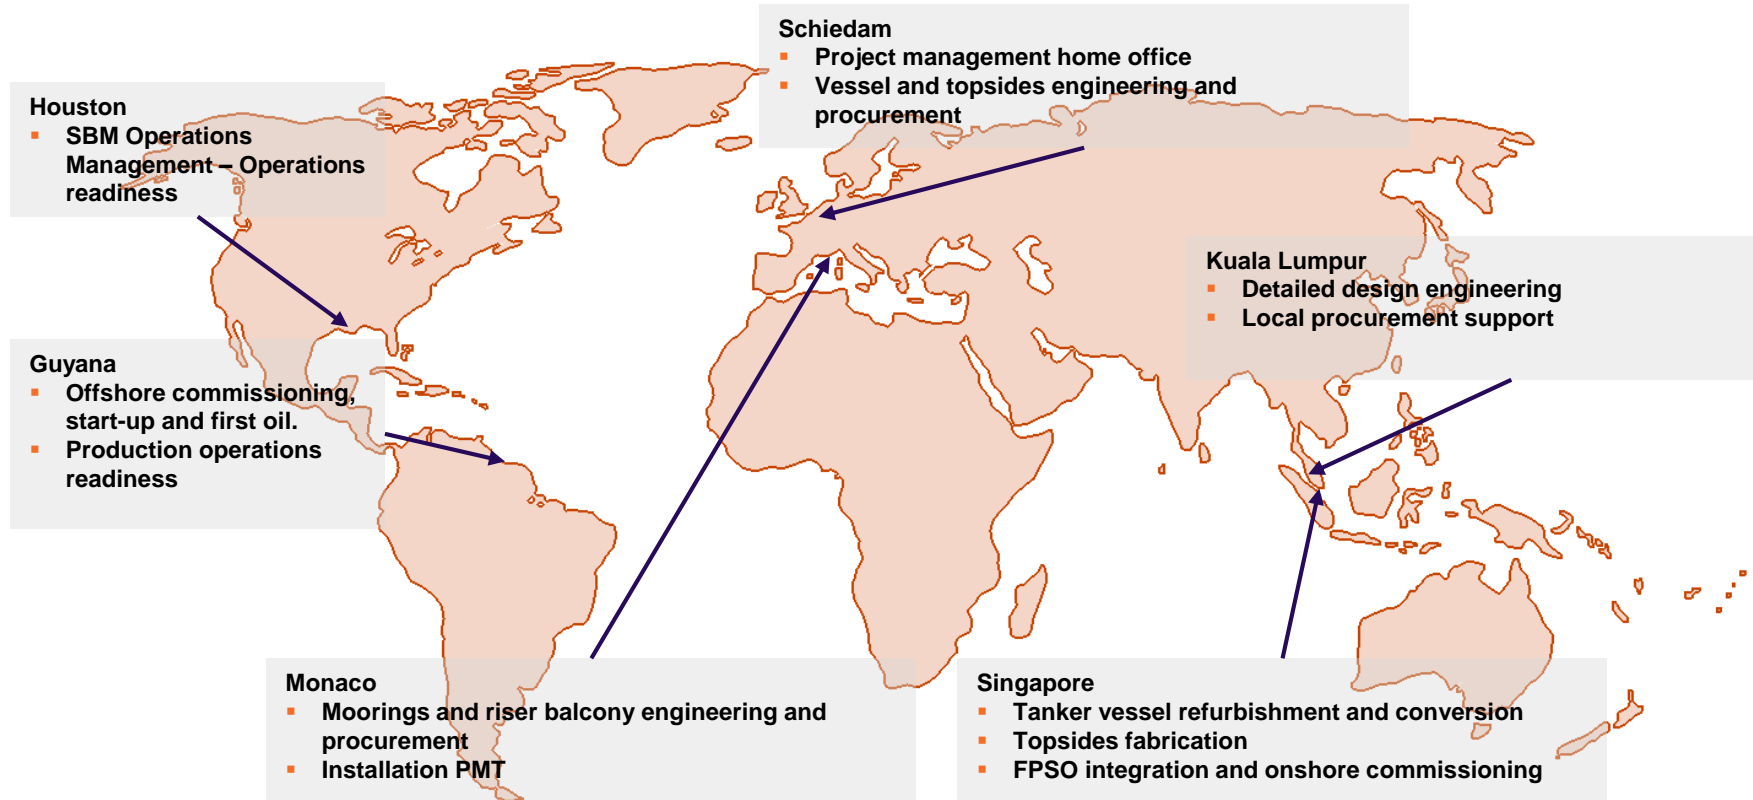 Schiedam
▪ Project management home office
▪ Vessel and topsides engineering and
procurement
Houston
▪ SBM Operations
Management – Operations
readiness
Kuala Lumpur
▪ Detailed design engineering
▪ Local procurement support
Guyana
▪ Offshore commissioning,
start-up and first oil.
▪ Production operations
readiness
Monaco
▪ Moorings and riser balcony engineering and
procurement
▪ Installation PMT
Singapore
▪ Tanker vessel refurbishment and conversion
▪ Topsides fabrication
▪ FPSO integration and onshore commissioning